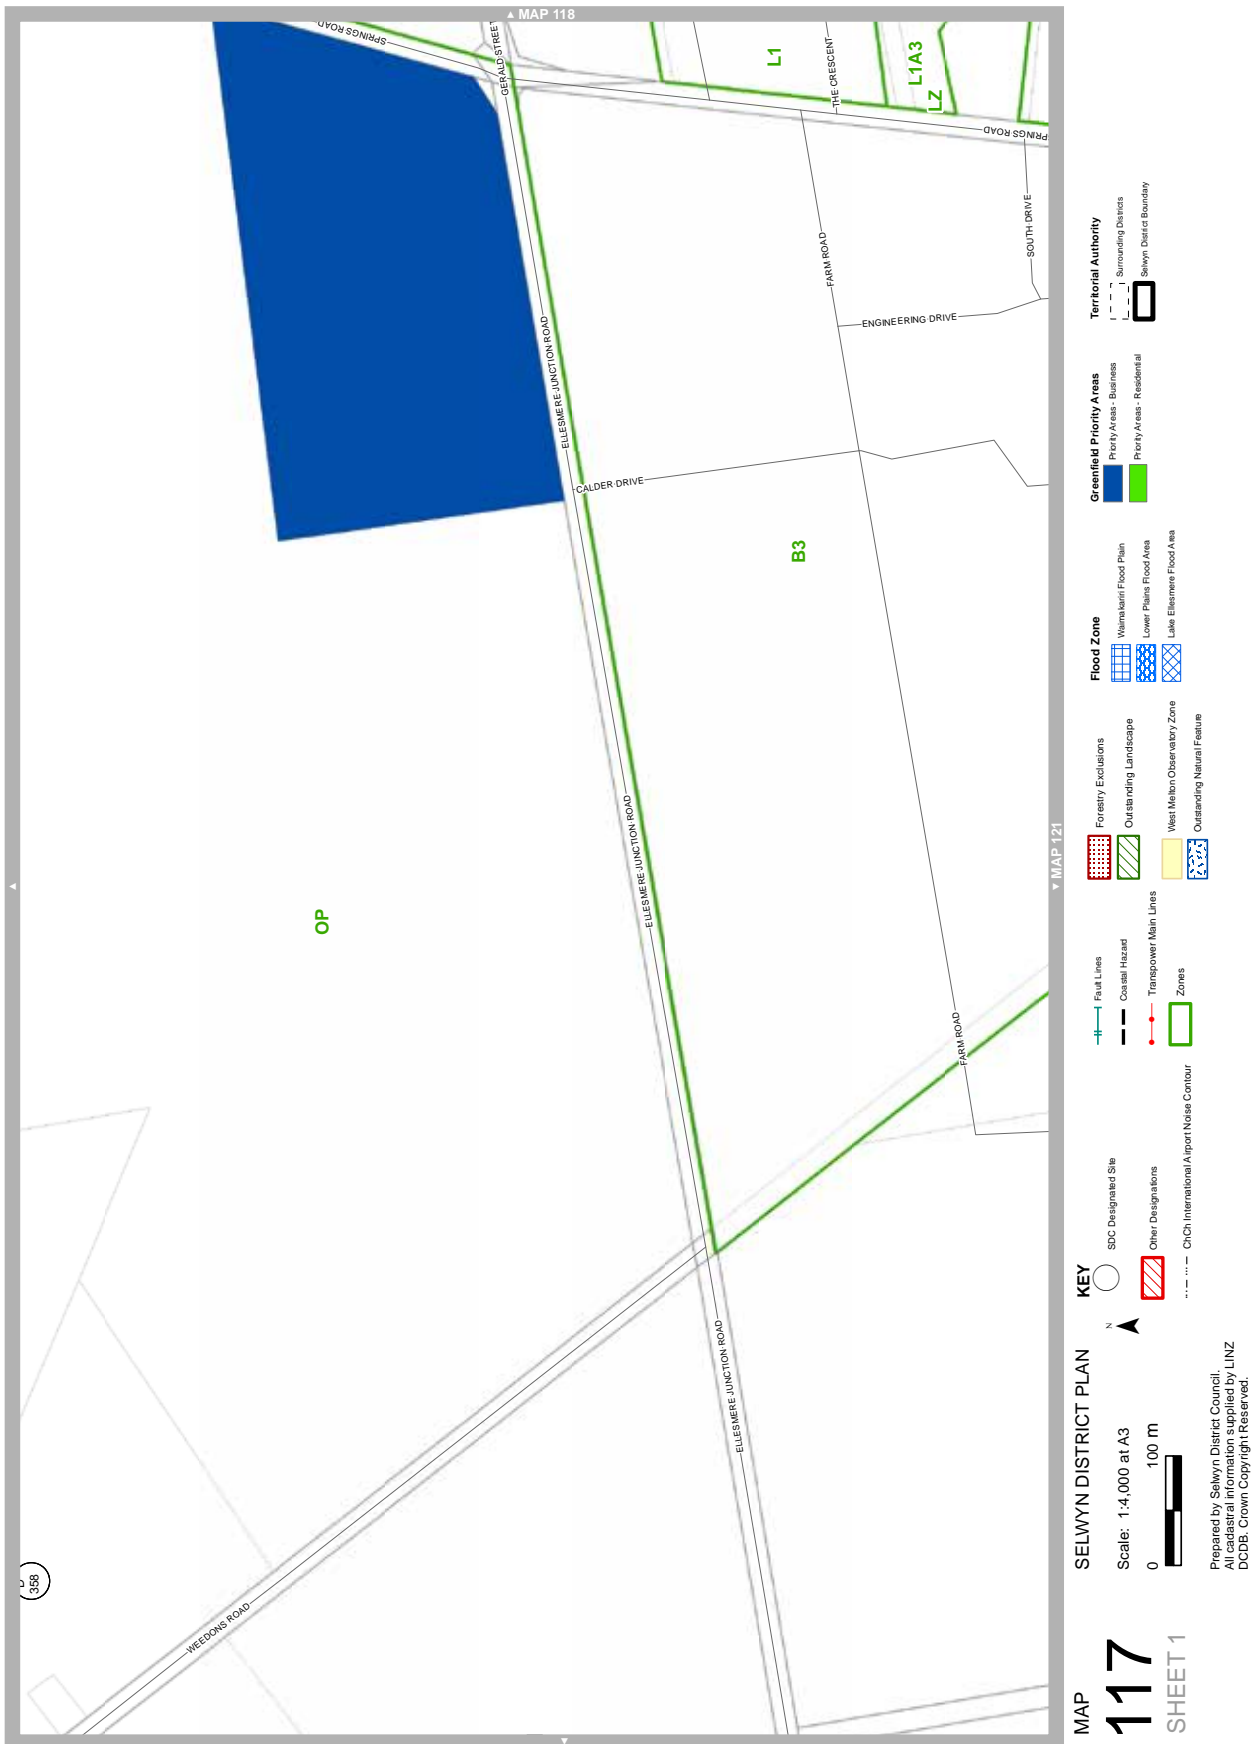 ▲ MAP 118
SPRINGS ROAD
GERALD STREET
L1
THE CRESCENT
L1A3
LZ
SPRINGS ROAD
SOUTH DRIVE
FARM ROAD
ENGINEERING DRIVE
ELLESMERE JUNCTION ROAD
CALDER DRIVE
B3
ELLESMERE JUNCTION ROAD
OP
FARM ROAD
ELLESMERE JUNCTION ROAD
WEEDONS ROAD
358
▼ MAP 121
MAP
117
SHEET 1
SELWYN DISTRICT PLAN
Scale: 1:4,000 at A3
0 100 m
N
Prepared by Selwyn District Council.
All cadastral information supplied by LINZ
DCDB. Crown Copyright Reserved.
KEY
SDC Designated Site
Other Designations
ChCh International Airport Noise Contour
Fault Lines
Coastal Hazard
Transpower Main Lines
Zones
Forestry Exclusions
Outstanding Landscape
West Melton Observatory Zone
Outstanding Natural Feature
Flood Zone
Waimakariri Flood Plain
Lower Plains Flood Area
Lake Ellesmere Flood Area
Greenfield Priority Areas
Priority Areas - Business
Priority Areas - Residential
Territorial Authority
Surrounding Districts
Selwyn District Boundary